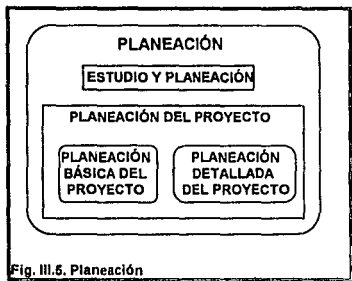 PLANEACIÓN
ESTUDIO Y PLANEACIÓN
PLANEACIÓN DEL PROYECTO
PLANEACIÓN
BÁSICA DEL
PROYECTO
PLANEACIÓN
DETALLADA
DEL PROYECTO
Fig. III.5. Planeación